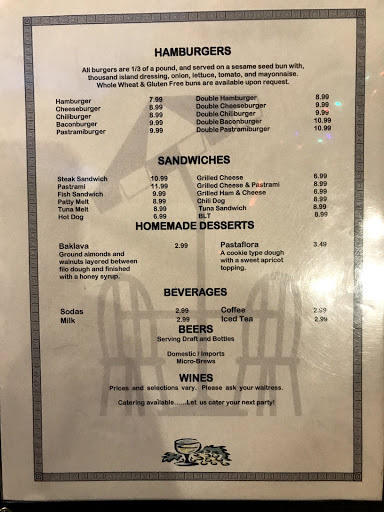 HAMBURGERS
All burgers are 1/3 of a pound, and served on a sesame seed bun with,
thousand island dressing, onion, lettuce, tomato, and mayonnaise.
Whole Wheat & Gluten Free buns are available upon request.
Hamburger 7.99 Double Hamburger 8.99
Cheeseburger 8.99 Double Cheeseburger 9.99
Chiliburger 8.99 Double Chiliburger 9.99
Baconburger 9.99 Double Baconburger 10.99
Pastramiburger 9.99 Double Pastramiburger 10.99
SANDWICHES
Steak Sandwich 10.99 Grilled Cheese 6.99
Pastrami 11.99 Grilled Cheese & Pastrami 8.99
Fish Sandwich 9.99 Grilled Ham & Cheese 8.99
Patty Melt 8.99 Chili Dog 8.99
Tuna Melt 8.99 Tuna Sandwich 8.99
Hot Dog 6.99 BLT 8.99
HOMEMADE DESSERTS
Baklava 2.99 Pastaflora 3.49
Ground almonds and A cookie type dough
walnuts layered between with a sweet apricot
filo dough and finished topping.
with a honey syrup.
BEVERAGES
Sodas 2.99 Coffee 2.99
Milk 2.99 Iced Tea 2.99
BEERS
Serving Draft and Bottles
Domestic / Imports
Micro-Brews
WINES
Prices and selections vary. Please ask your waitress.
Catering available......Let us cater your next party!